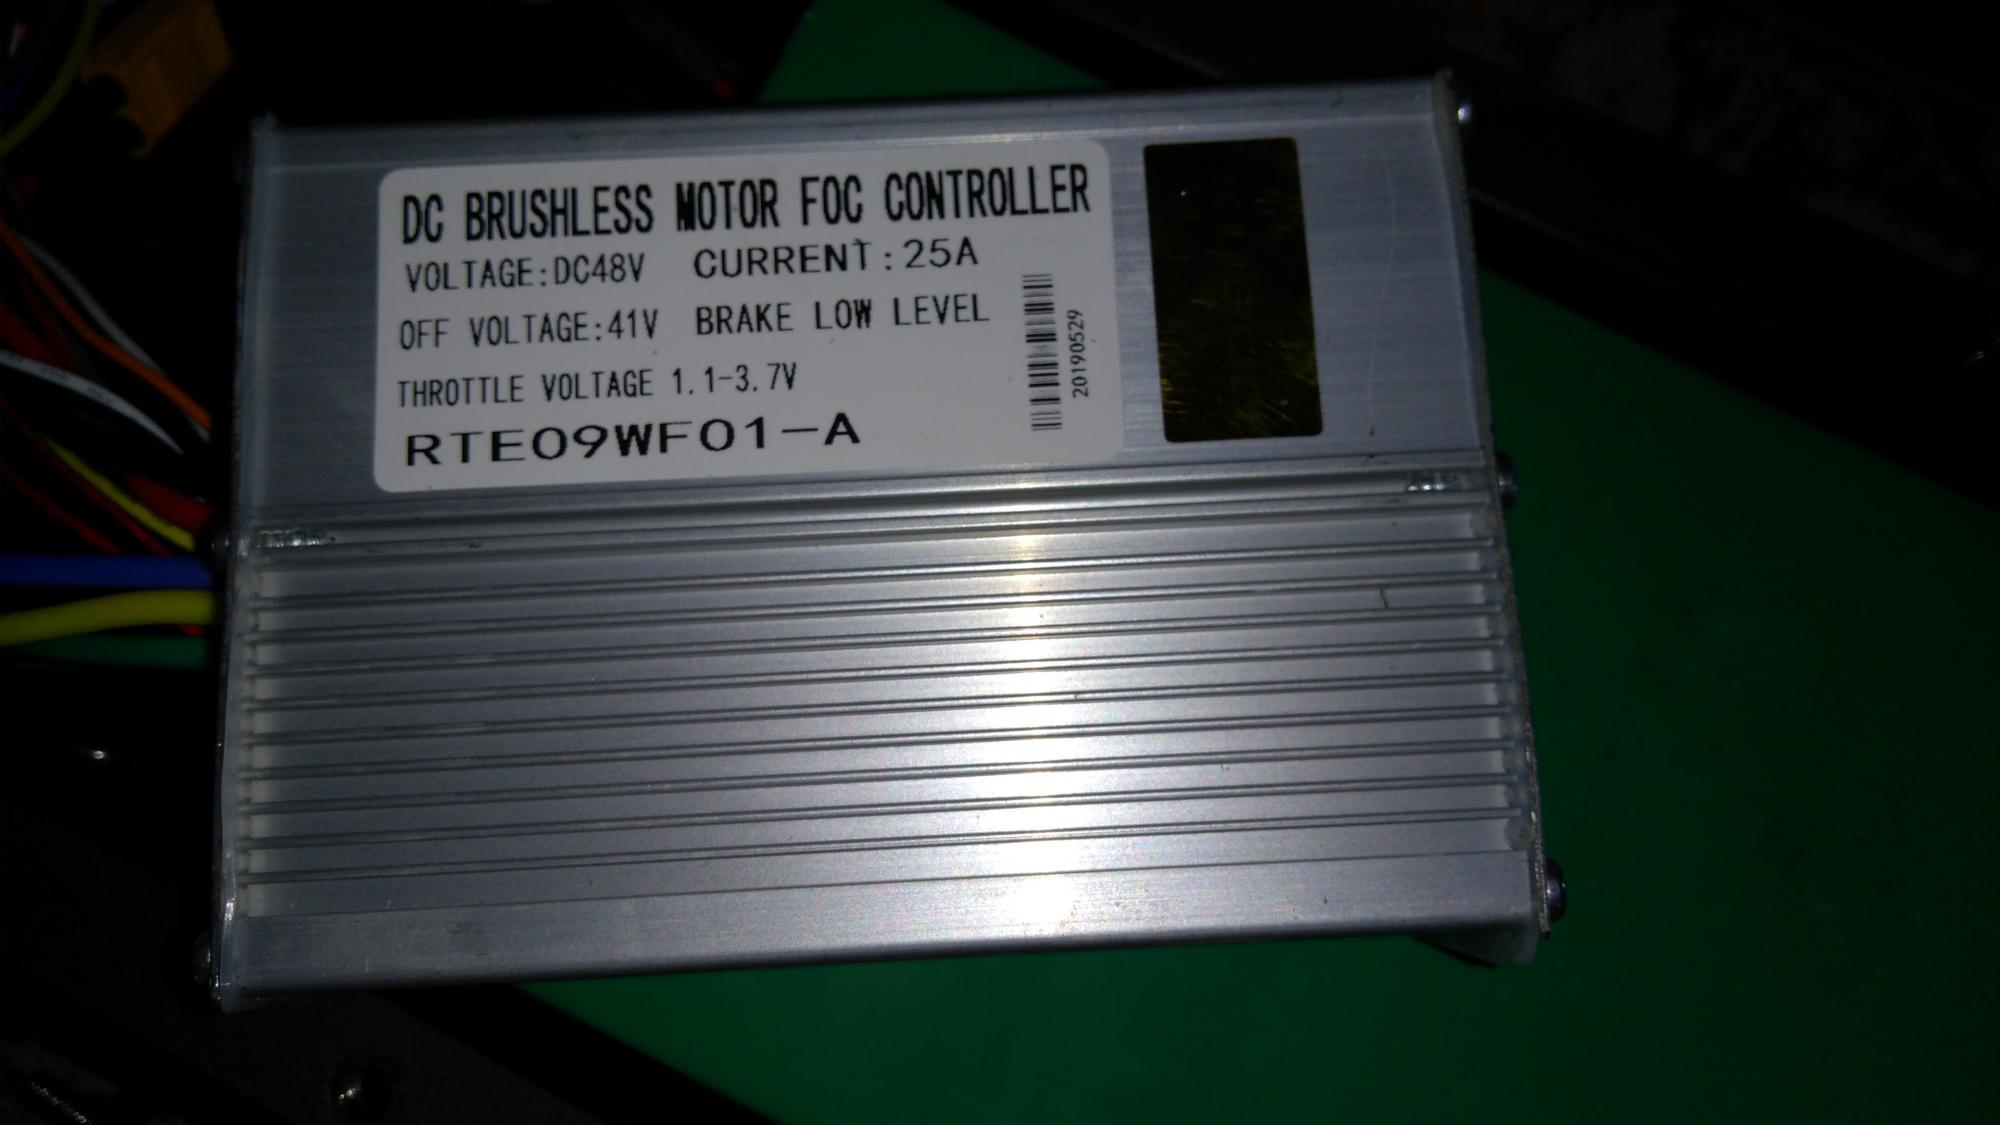 DC BRUSHLESS MOTOR FOC CONTROLLER
VOLTAGE:DC48V CURRENT:25A
OFF VOLTAGE:41V BRAKE LOW LEVEL
THROTTLE VOLTAGE 1.1-3.7V
RTE09WF01-A
20190529